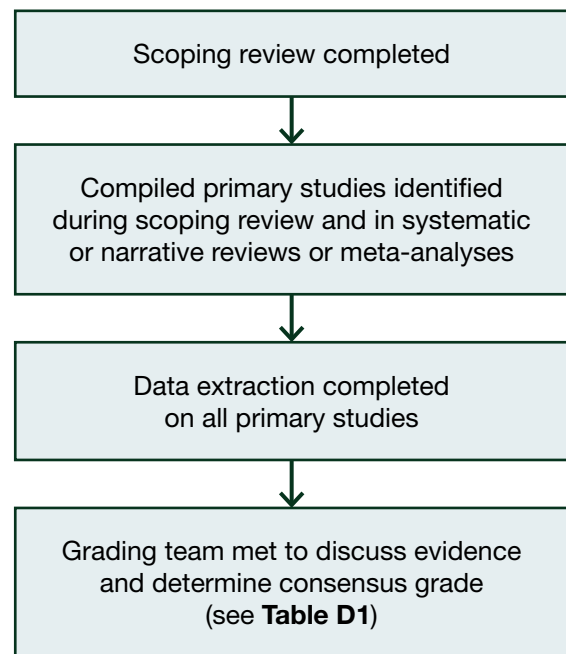 Scoping review completed
Compiled primary studies identified
during scoping review and in systematic
or narrative reviews or meta-analyses
Data extraction completed
on all primary studies
Grading team met to discuss evidence
and determine consensus grade
(see Table D1)